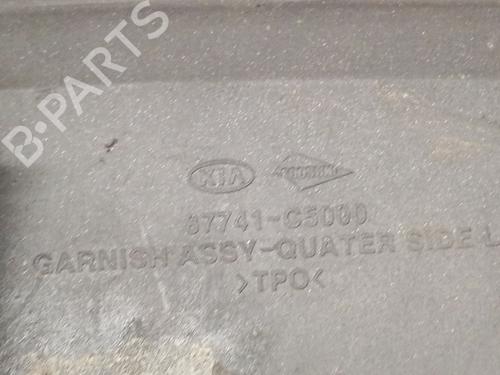 B-PARTS
KIA
87741-C5000
GARNISH ASSY-QUATER SIDE L
>TPO<